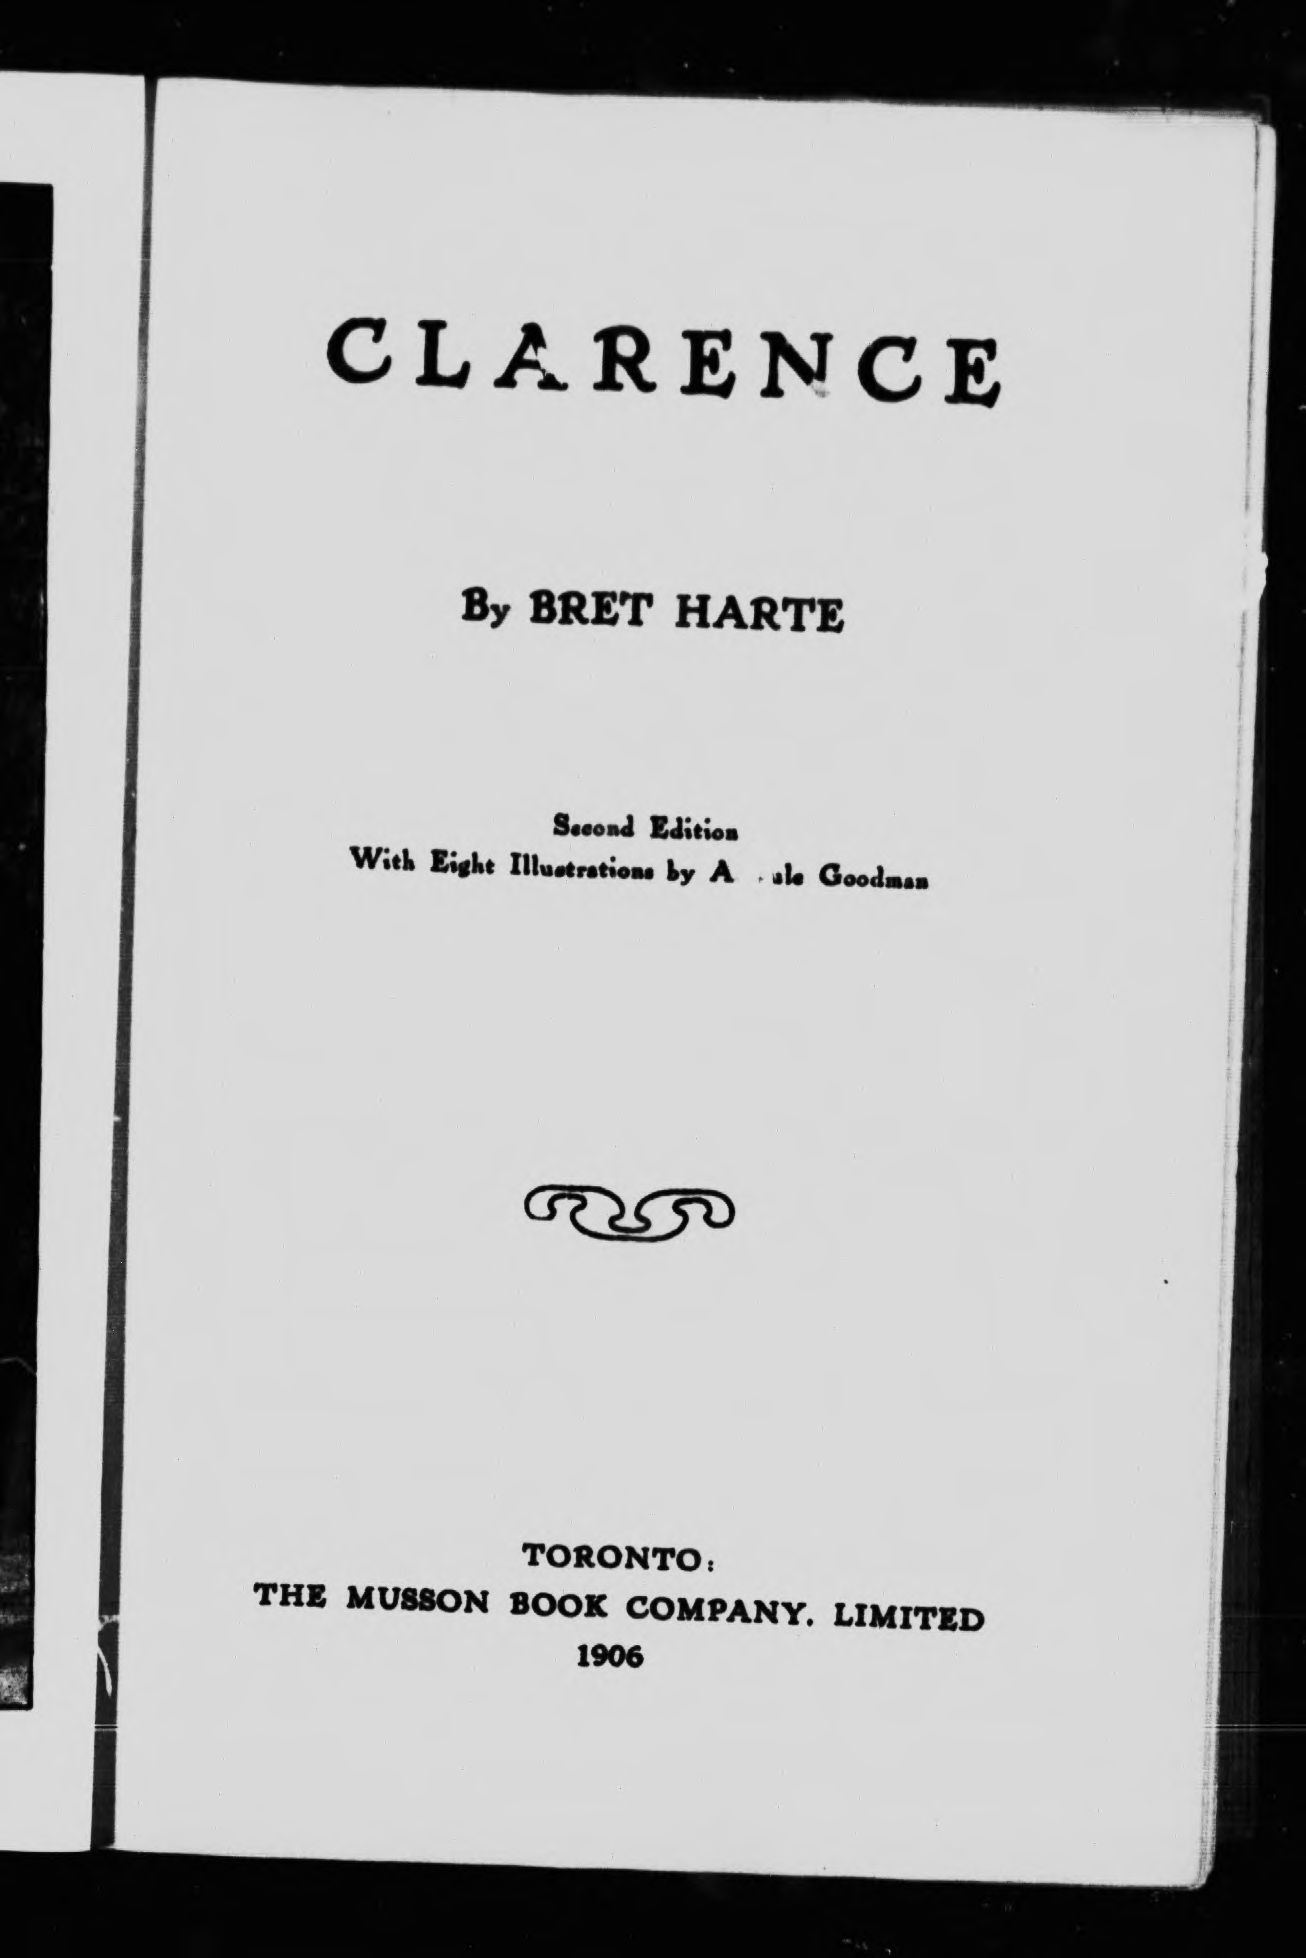 CLARENCE
By BRET HARTE
Second Edition
With Eight Illustrations by A Goodman
TORONTO:
THE MUSSON BOOK COMPANY. LIMITED
1906